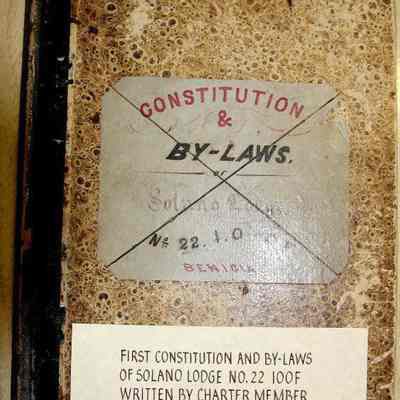 CONSTITUTION
&
BY-LAWS.
of
Solano Lodge
No 22. I.O
BENICIA
FIRST CONSTITUTION AND BY-LAWS
OF SOLANO LODGE NO. 22 IOOF
WRITTEN BY CHARTER MEMBER